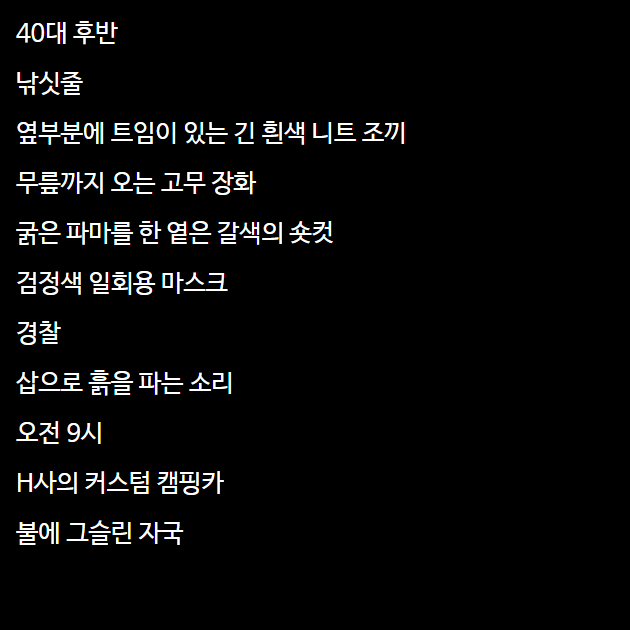 40대 후반
낚싯줄
옆부분에 트임이 있는 긴 흰색 니트 조끼
무릎까지 오는 고무 장화
굵은 파마를 한 옅은 갈색의 숏컷
검정색 일회용 마스크
경찰
삽으로 흙을 파는 소리
오전 9시
H사의 커스텀 캠핑카
불에 그슬린 자국